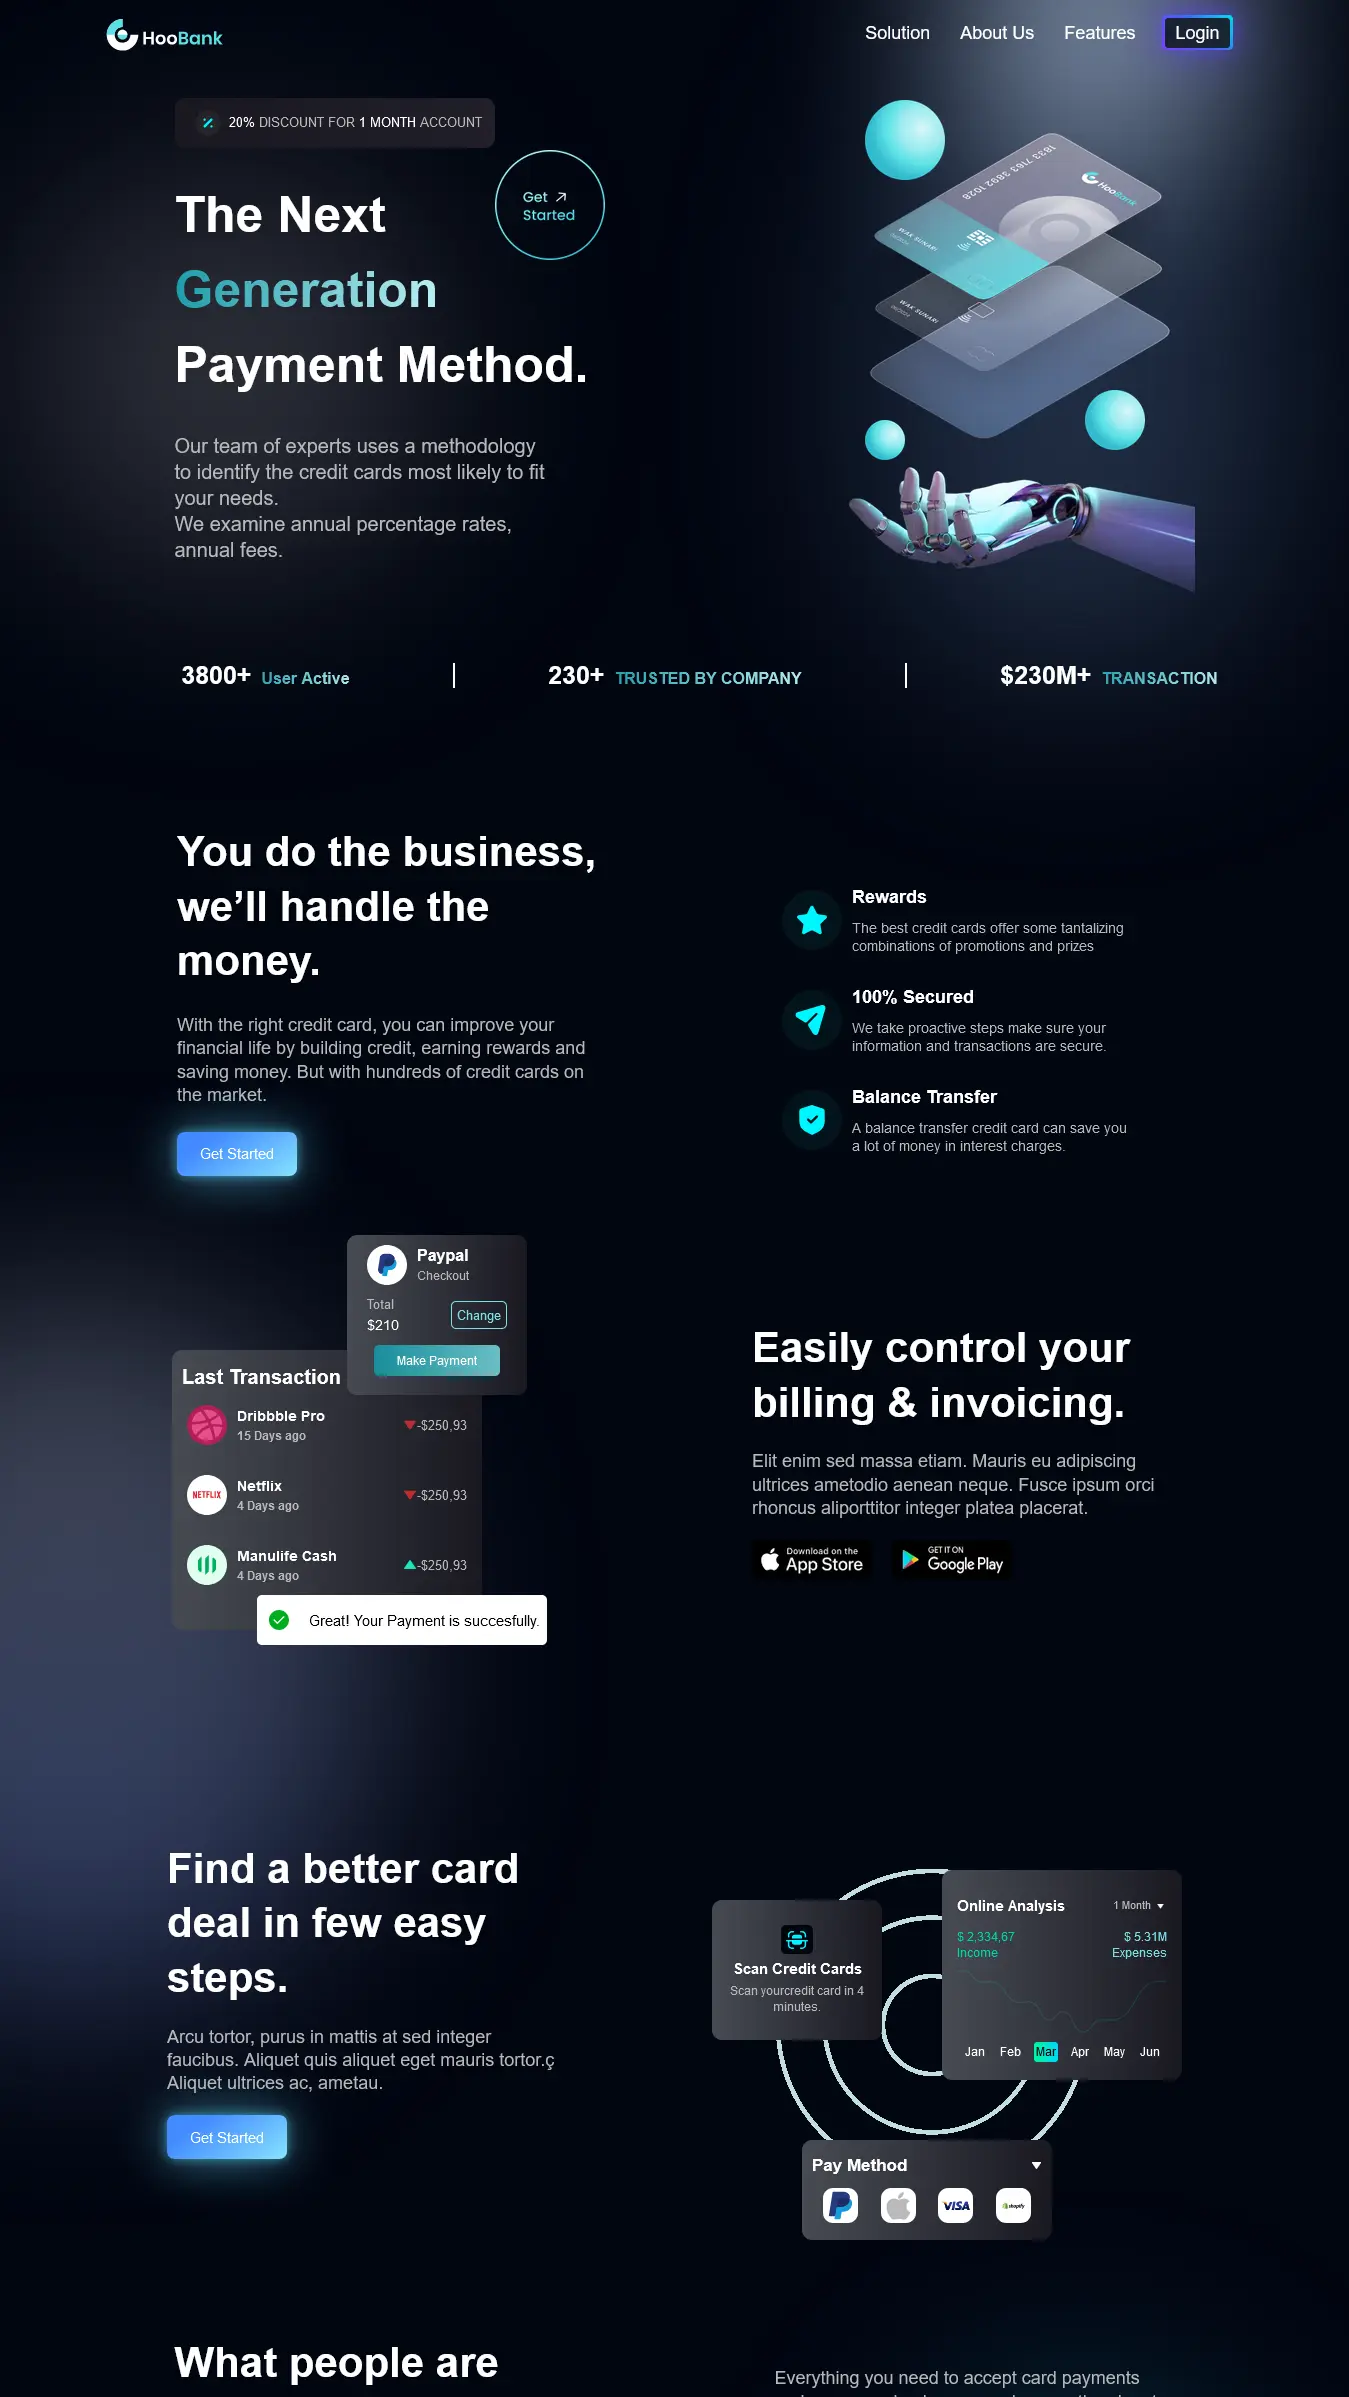 HooBank
Solution
About Us
Features
Login
20% DISCOUNT FOR 1 MONTH ACCOUNT
Get
Started
The Next
Generation
Payment Method.
1833 7163 3892 1028
HooBank
WAK SUNARI
WAK SUNARI
Our team of experts uses a methodology
to identify the credit cards most likely to fit
your needs.
We examine annual percentage rates,
annual fees.
3800+ User Active
230+ TRUSTED BY COMPANY
$230M+ TRANSACTION
You do the business,
we’ll handle the
money.
With the right credit card, you can improve your
financial life by building credit, earning rewards and
saving money. But with hundreds of credit cards on
the market.
Get Started
Rewards
The best credit cards offer some tantalizing
combinations of promotions and prizes
100% Secured
We take proactive steps make sure your
information and transactions are secure.
Balance Transfer
A balance transfer credit card can save you
a lot of money in interest charges.
Paypal
Checkout
Total
$210
Change
Make Payment
Last Transaction
Dribbble Pro
15 Days ago
-$250,93
NETFLIX
Netflix
4 Days ago
-$250,93
Manulife Cash
4 Days ago
-$250,93
Great! Your Payment is succesfully.
Easily control your
billing & invoicing.
Elit enim sed massa etiam. Mauris eu adipiscing
ultrices ametodio aenean neque. Fusce ipsum orci
rhoncus aliporttitor integer platea placerat.
Download on the
App Store
GET IT ON
Google Play
Find a better card
deal in few easy
steps.
Arcu tortor, purus in mattis at sed integer
faucibus. Aliquet quis aliquet eget mauris tortor.ç
Aliquet ultrices ac, ametau.
Get Started
Scan Credit Cards
Scan yourcredit card in 4
minutes.
Online Analysis
1 Month
$ 2,334,67
Income
$ 5.31M
Expenses
Jan Feb Mar Apr May Jun
Pay Method
VISA
shopify
What people are
Everything you need to accept card payments